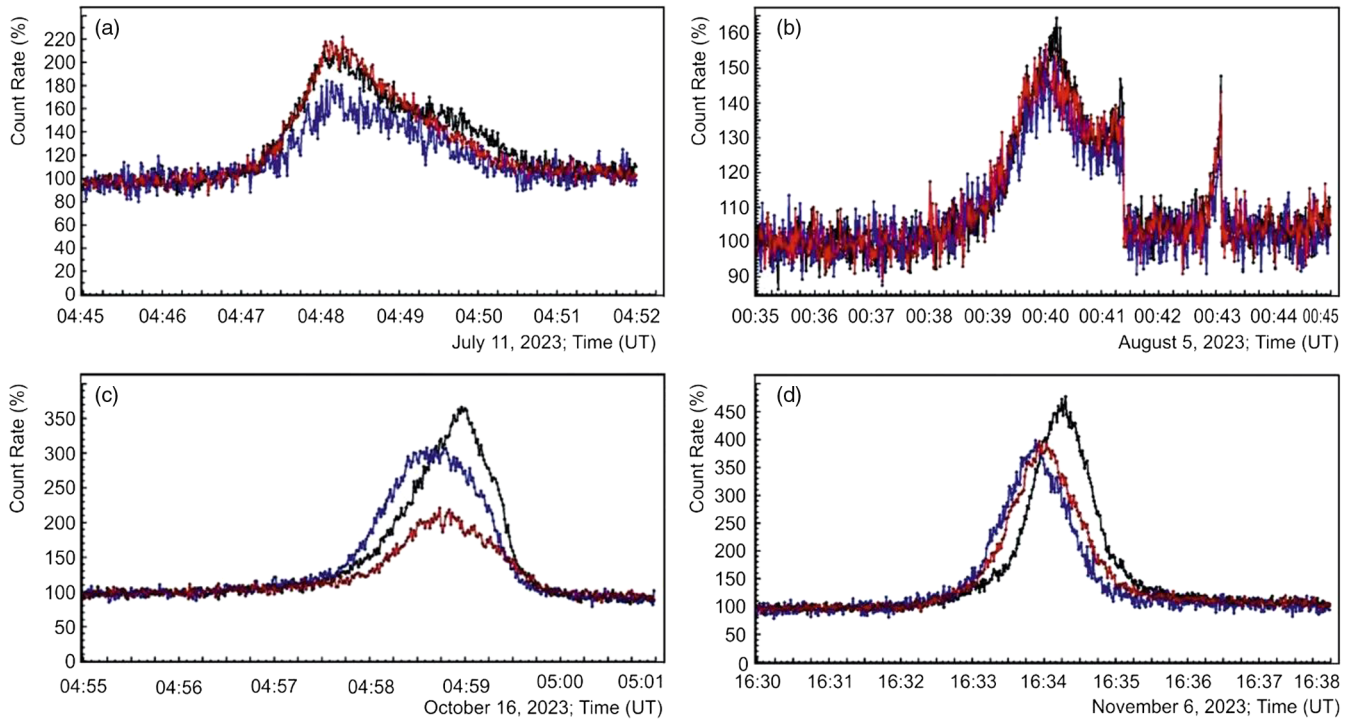 (a)
Count Rate (%)
220
200
180
160
140
120
100
80
60
40
20
0
04:45 04:46 04:47 04:48 04:49 04:50 04:51 04:52
July 11, 2023; Time (UT)
(b)
Count Rate (%)
160
150
140
130
120
110
100
90
00:35 00:36 00:37 00:38 00:39 00:40 00:41 00:42 00:43 00:44 00:45
August 5, 2023; Time (UT)
(c)
Count Rate (%)
350
300
250
200
150
100
50
0
04:55 04:56 04:57 04:58 04:59 05:00 05:01
October 16, 2023; Time (UT)
(d)
Count Rate (%)
450
400
350
300
250
200
150
100
50
0
16:30 16:31 16:32 16:33 16:34 16:35 16:36 16:37 16:38
November 6, 2023; Time (UT)